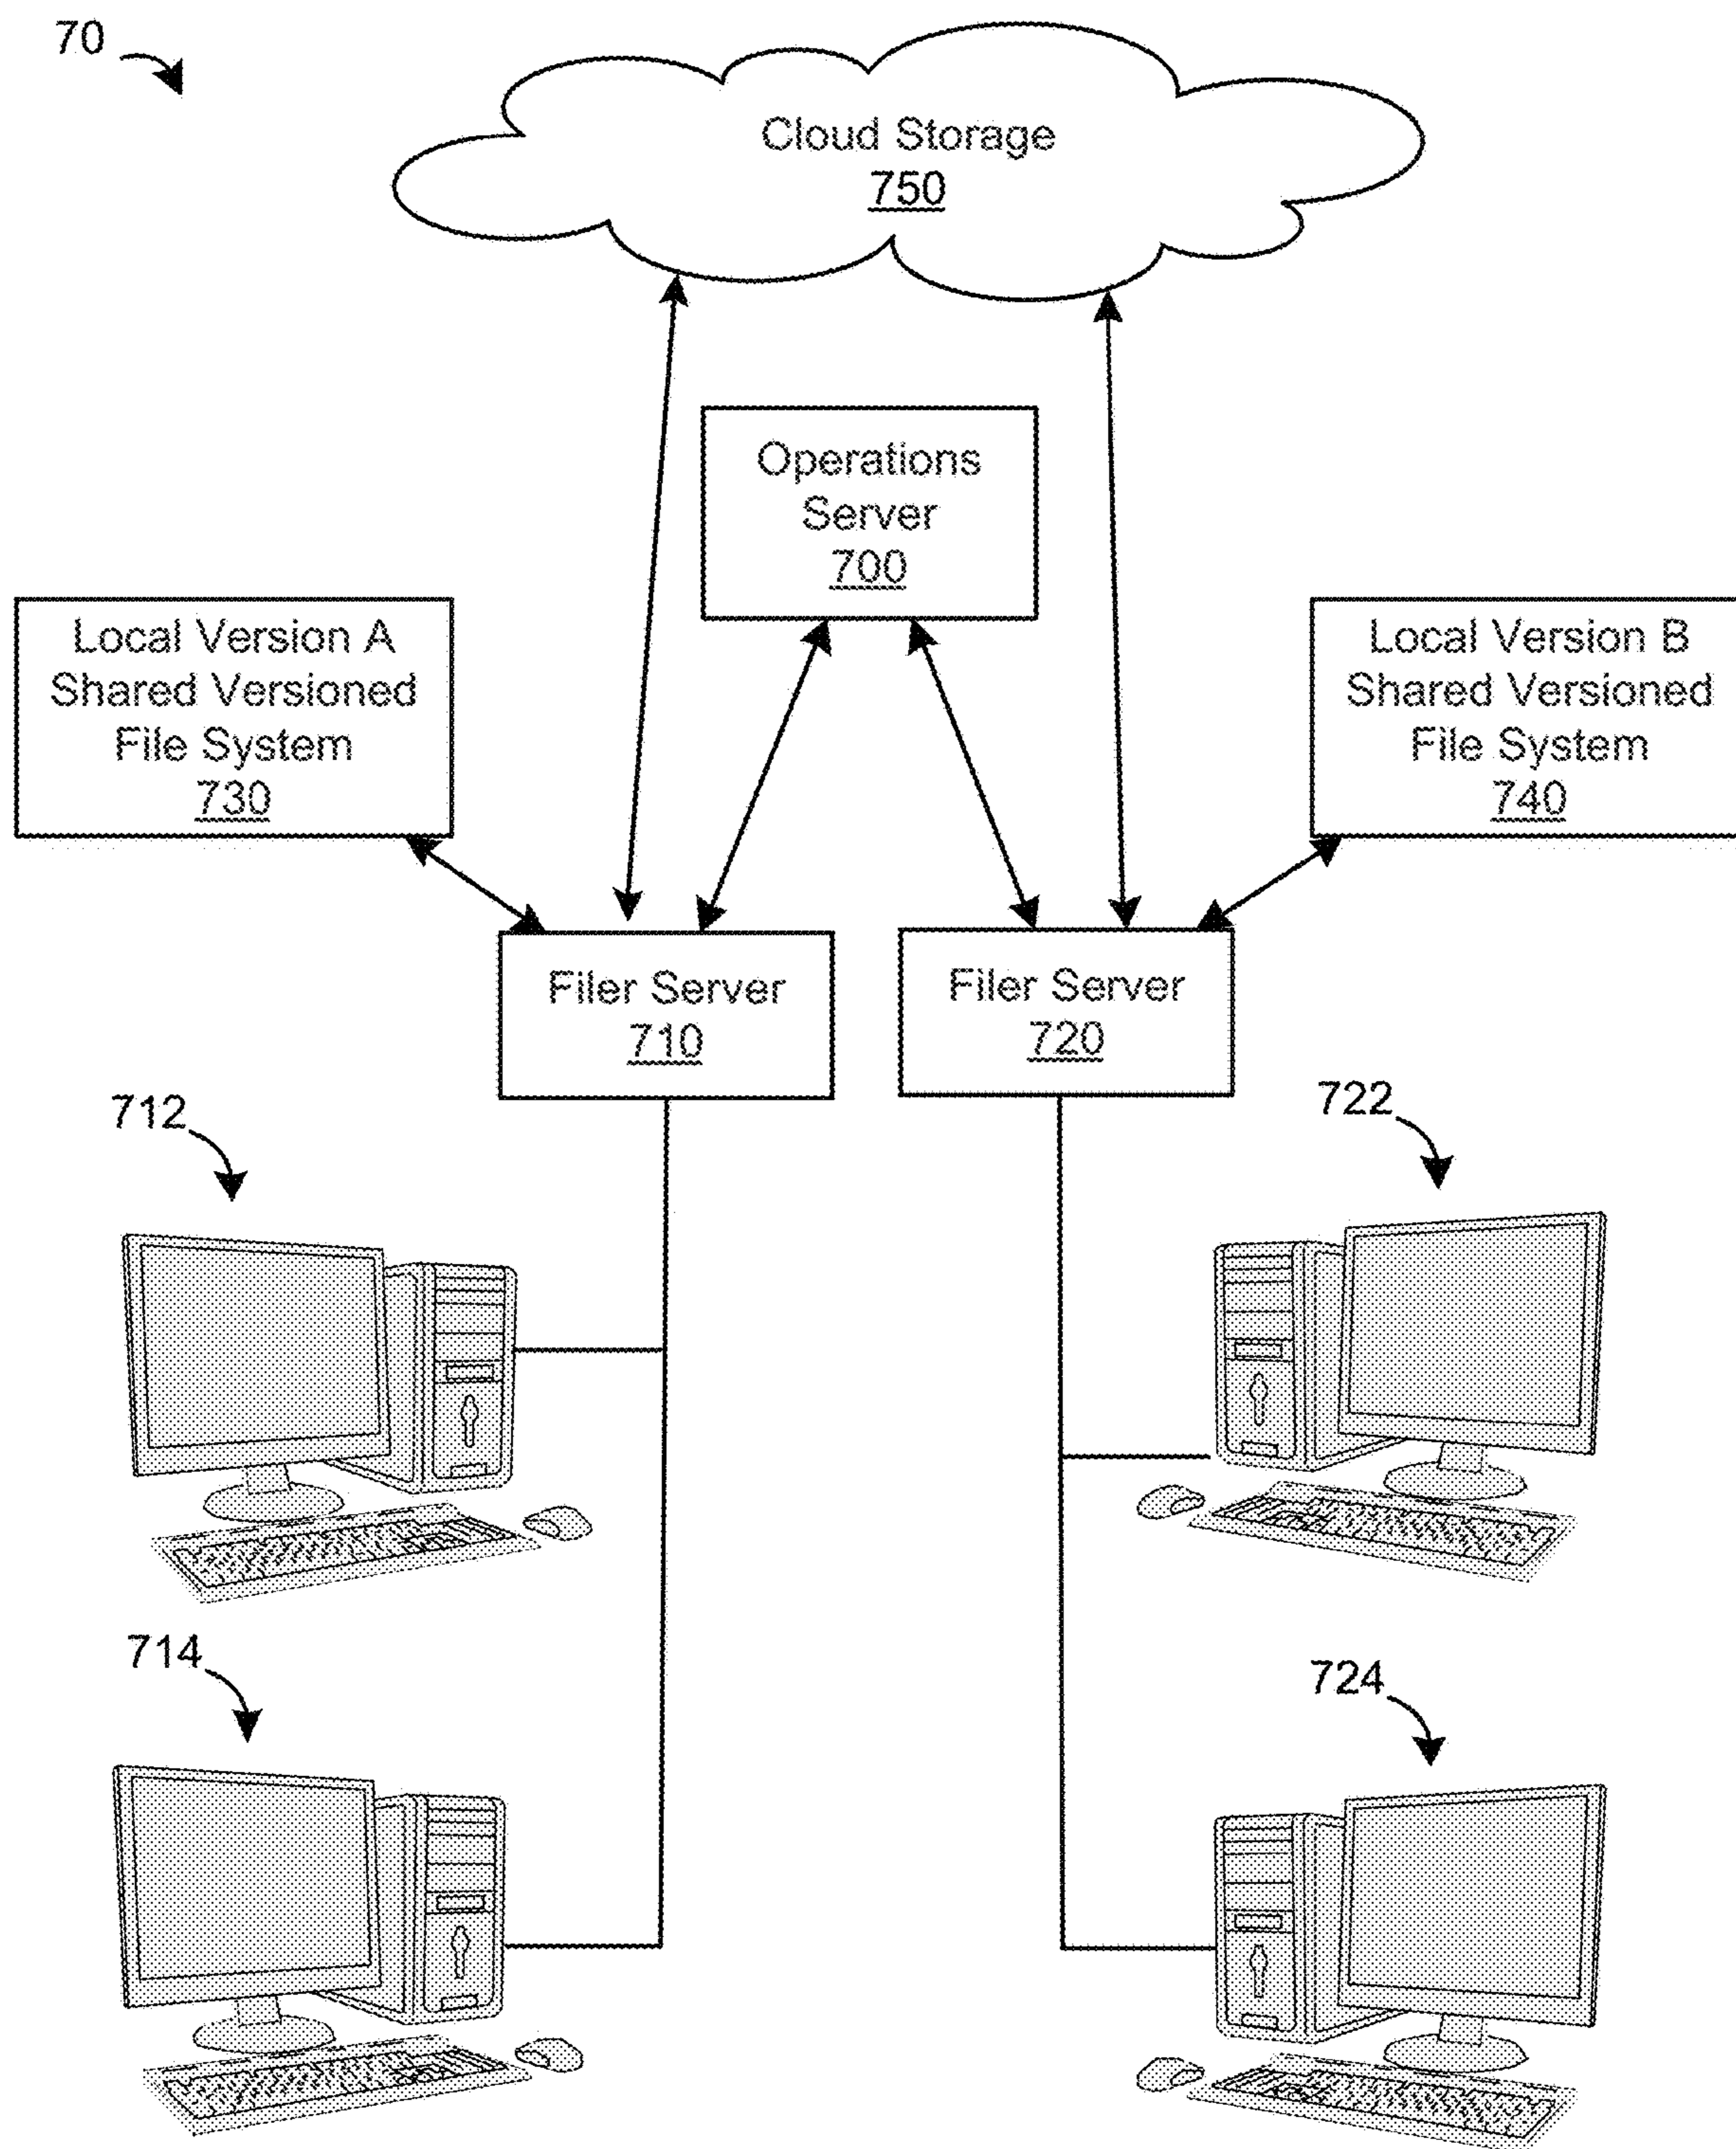 70
Cloud Storage
750
Operations
Server
700
Local Version A
Shared Versioned
File System
730
Local Version B
Shared Versioned
File System
740
Filer Server
710
Filer Server
720
712
722
714
724